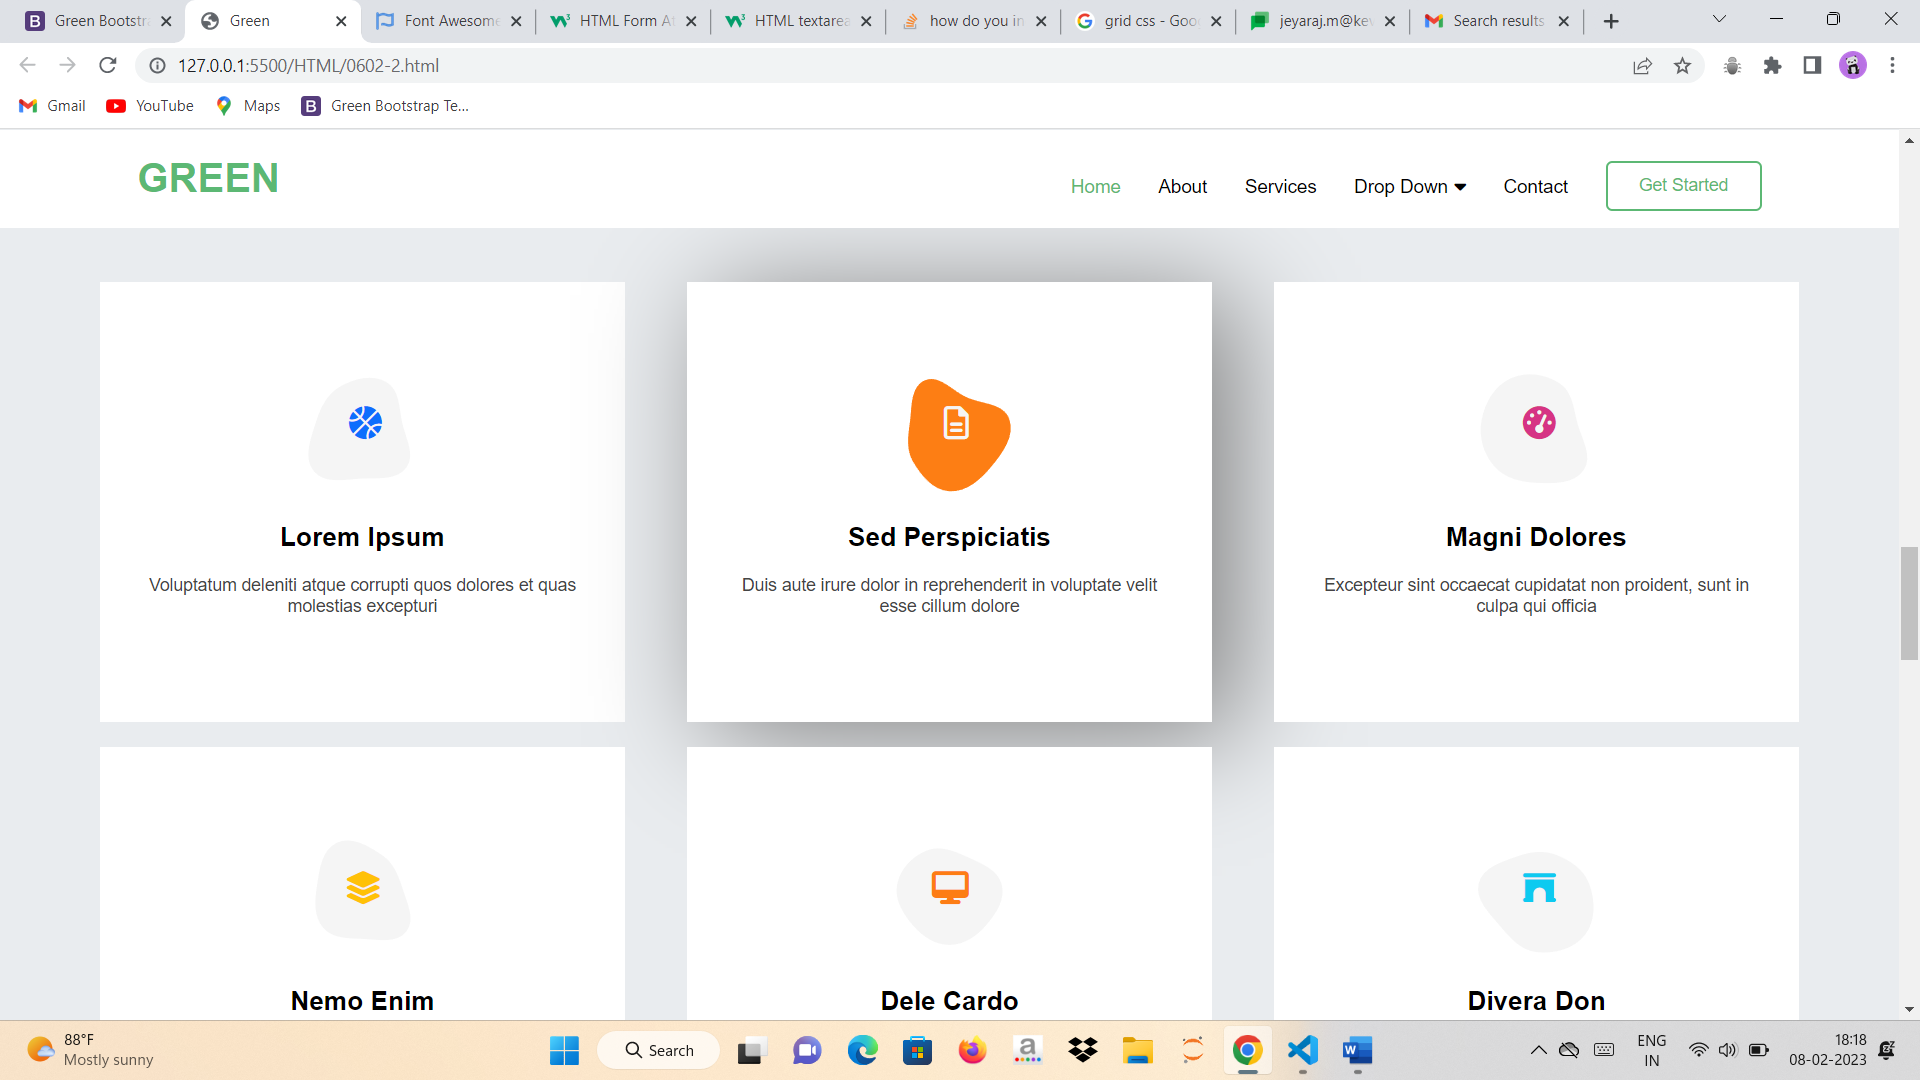 Green Bootstr
Green
Font Awesome
HTML Form At
HTML textarea
how do you in
grid css - Goo
jeyaraj.m@kev
Search results
127.0.0.1:5500/HTML/0602-2.html
Gmail
YouTube
Maps
B
Green Bootstrap Te...
GREEN
Home
About
Services
Drop Down
Contact
Get Started
Lorem Ipsum
Voluptatum deleniti atque corrupti quos dolores et quas
molestias excepturi
Sed Perspiciatis
Duis aute irure dolor in reprehenderit in voluptate velit
esse cillum dolore
Magni Dolores
Excepteur sint occaecat cupidatat non proident, sunt in
culpa qui officia
Nemo Enim
Dele Cardo
Divera Don
88°F
Mostly sunny
Search
ENG
IN
18:18
08-02-2023